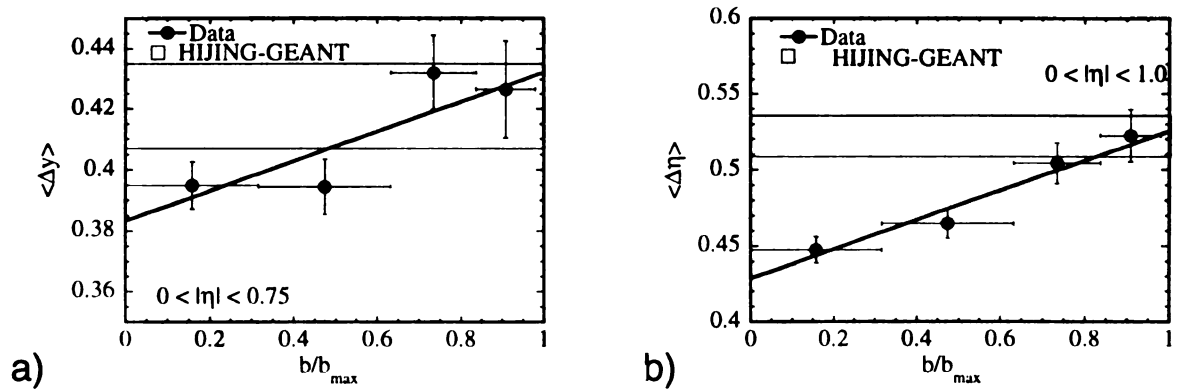 0.44
0.42
0.4
0.38
0.36
<Δy>
Data
HIJING-GEANT
0 < |η| < 0.75
0
0.2
0.4
0.6
0.8
1
b/b_max
a)
0.6
0.55
0.5
0.45
0.4
<Δη>
Data
HIJING-GEANT
0 < |η| < 1.0
0
0.2
0.4
0.6
0.8
1
b/b_max
b)